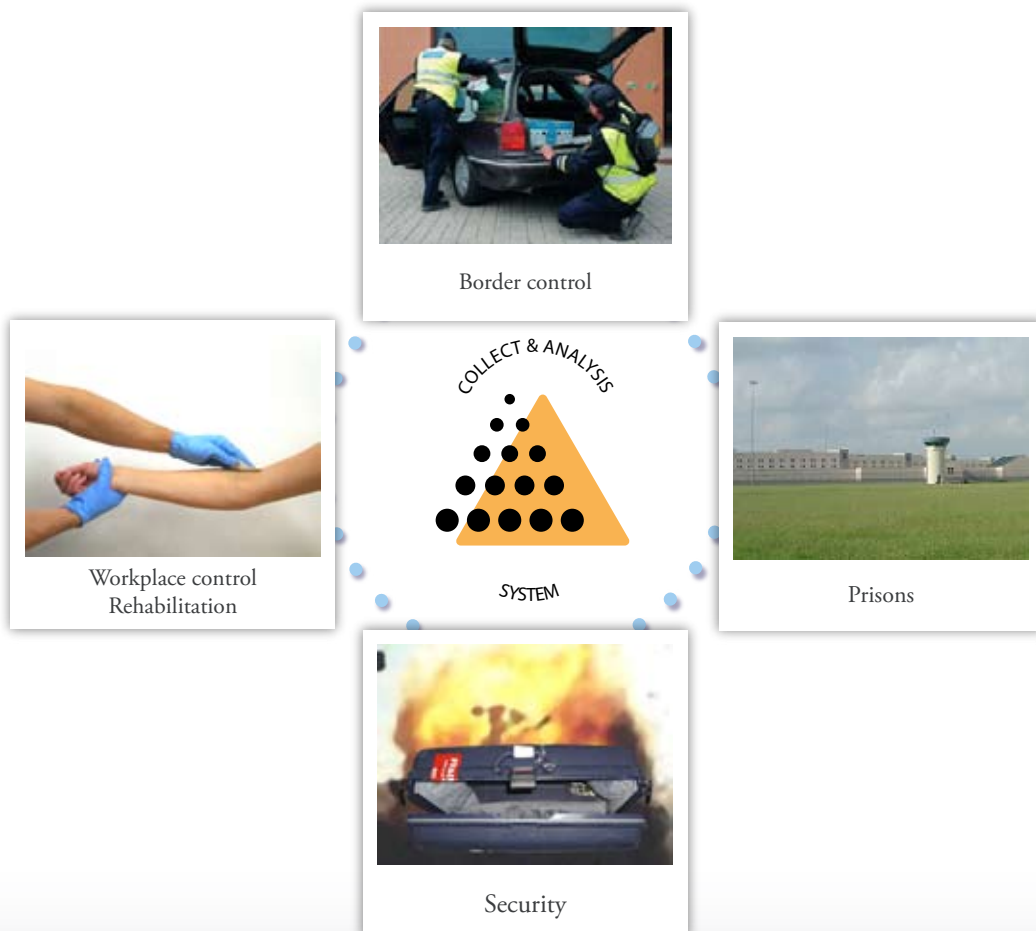 Border control
COLLECT & ANALYSIS
SYSTEM
Workplace control
Rehabilitation
Prisons
Security